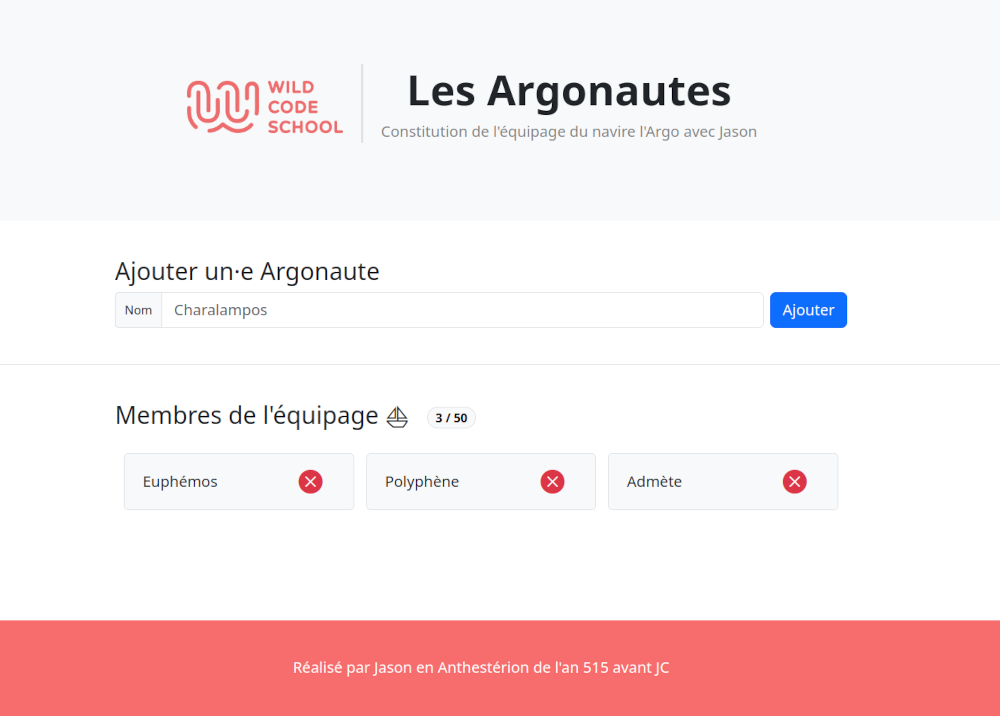 WILD
CODE
SCHOOL
Les Argonautes
Constitution de l'équipage du navire l'Argo avec Jason
Ajouter un·e Argonaute
Nom Charalampos Ajouter
Membres de l'équipage 3 / 50
Euphémos Polyphène Admète
Réalisé par Jason en Anthestérion de l'an 515 avant JC